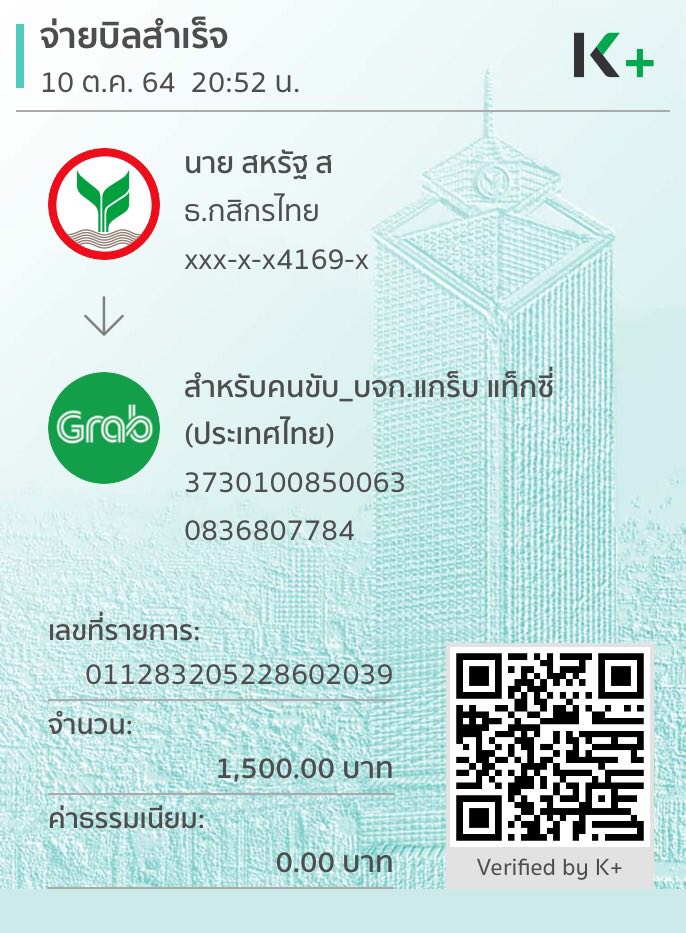 จ่ายบิลสำเร็จ
10 ต.ค. 64 20:52 น.
K+
นาย สหรัฐ ส
ธ.กสิกรไทย
xxx-x-x4169-x
Grab
สำหรับคนขับ_บจก.แกร็บ แท็กซี่
(ประเทศไทย)
3730100850063
0836807784
เลขที่รายการ:
011283205228602039
จำนวน:
1,500.00 บาท
ค่าธรรมเนียม:
0.00 บาท
Verified by K+